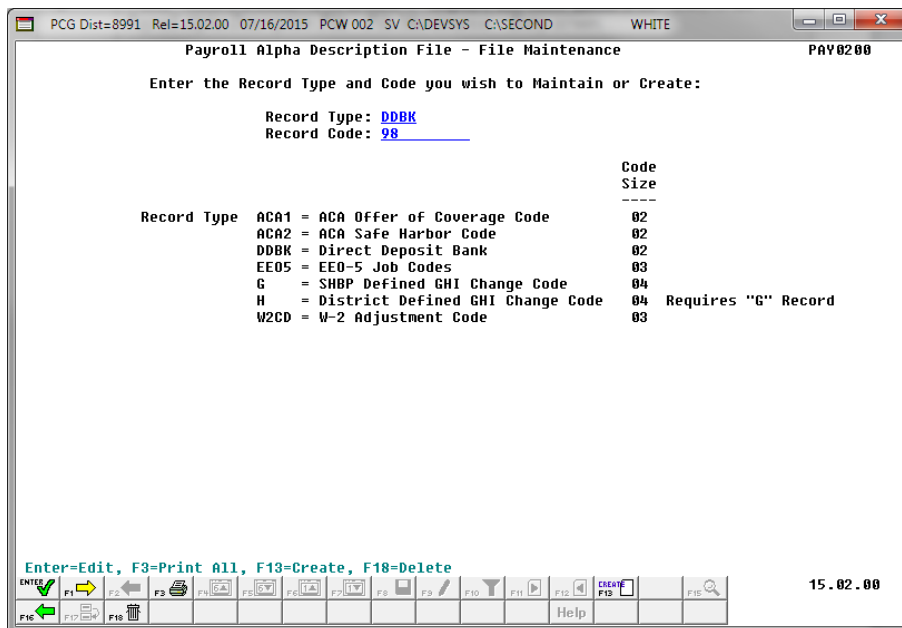 PCG Dist=8991 Rel=15.02.00 07/16/2015 PCW 002 SV C:\DEVSYS C:\SECOND WHITE
Payroll Alpha Description File - File Maintenance PAY0200
Enter the Record Type and Code you wish to Maintain or Create:
Record Type: DDBK
Record Code: 98
Code
Size
----
Record Type ACA1 = ACA Offer of Coverage Code 02
ACA2 = ACA Safe Harbor Code 02
DDBK = Direct Deposit Bank 02
EEO5 = EEO-5 Job Codes 03
G = SHBP Defined GHI Change Code 04
H = District Defined GHI Change Code 04 Requires "G" Record
W2CD = W-2 Adjustment Code 03
Enter=Edit, F3=Print All, F13=Create, F18=Delete
ENTER F1 F2 F3 F4 F5 F6 F7 F8 F9 F10 F11 F12 CREATE F13 F15 15.02.00
F16 F17 F18 Help